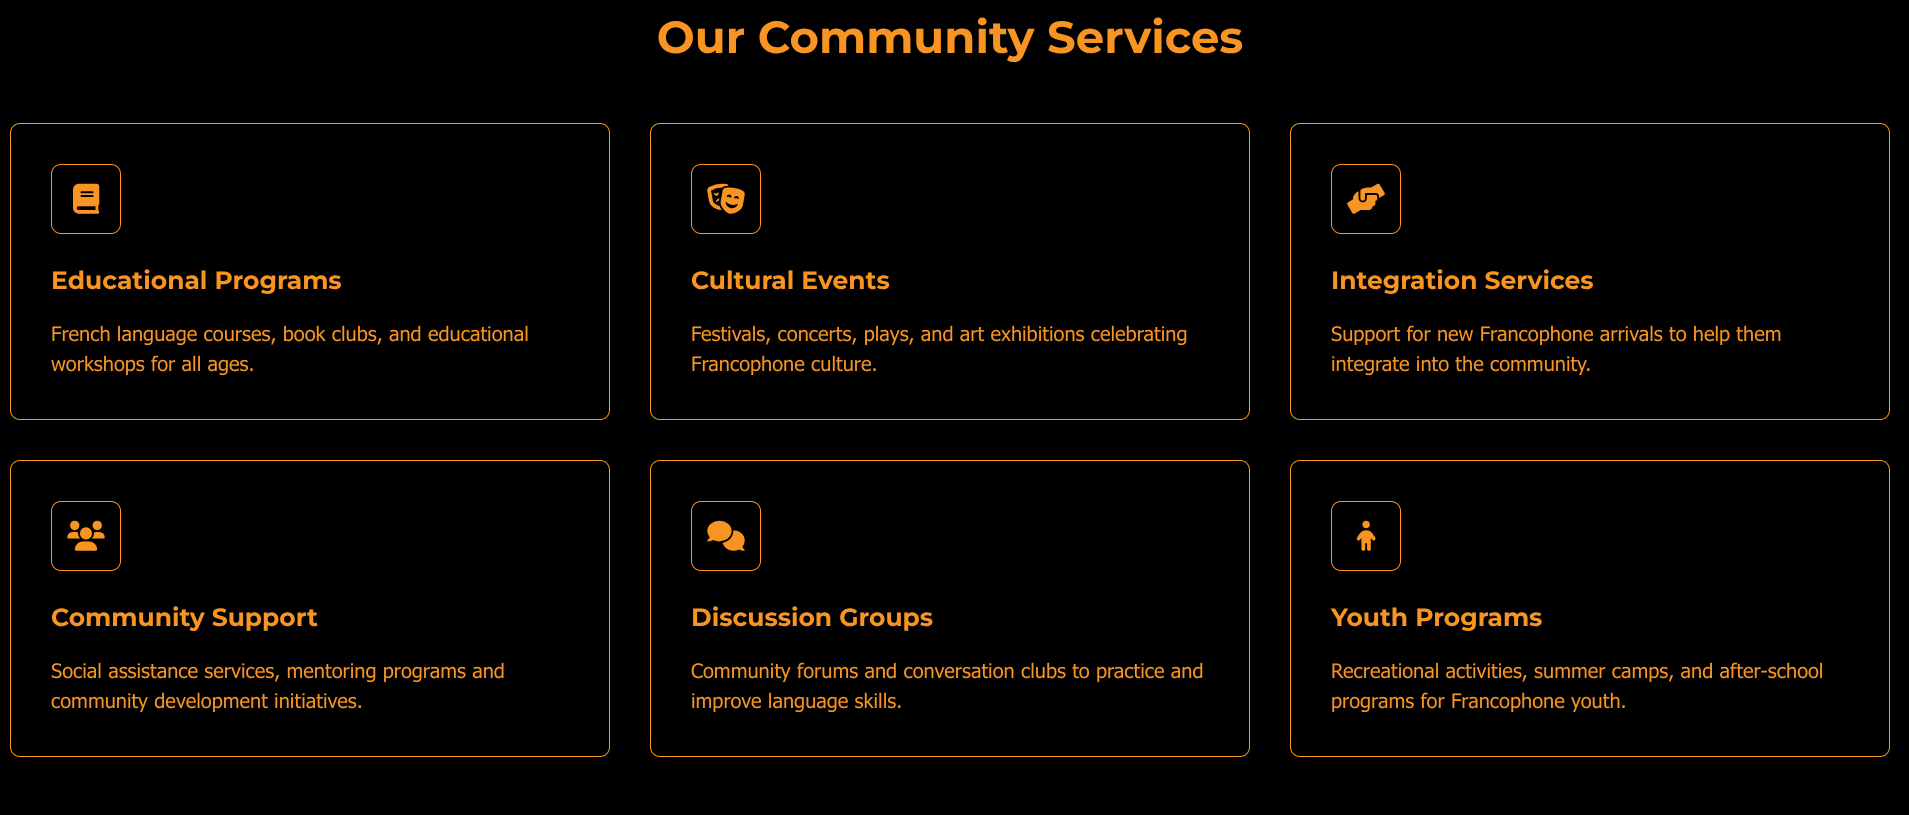 Our Community Services
Educational Programs
French language courses, book clubs, and educational
workshops for all ages.
Cultural Events
Festivals, concerts, plays, and art exhibitions celebrating
Francophone culture.
Integration Services
Support for new Francophone arrivals to help them
integrate into the community.
Community Support
Social assistance services, mentoring programs and
community development initiatives.
Discussion Groups
Community forums and conversation clubs to practice and
improve language skills.
Youth Programs
Recreational activities, summer camps, and after-school
programs for Francophone youth.